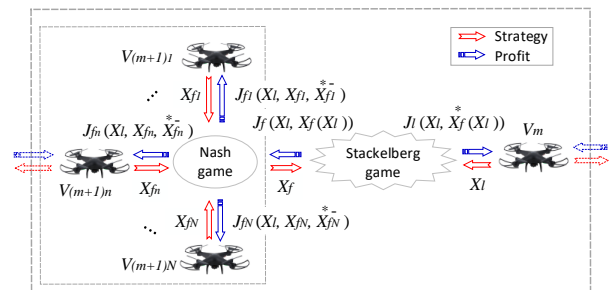 Strategy
Profit
V(m+1)1
...
Xf1
Jf1(Xl, Xf1, X*-f1)
Jfn(Xl, Xfn, X*-fn)
Jf(Xl, Xf(Xl))
Jl(Xl, X*f(Xl))
Vm
Nash
game
Stackelberg
game
V(m+1)n
Xfn
Xf
Xl
XfN
JfN(Xl, XfN, X*-fN)
...
V(m+1)N